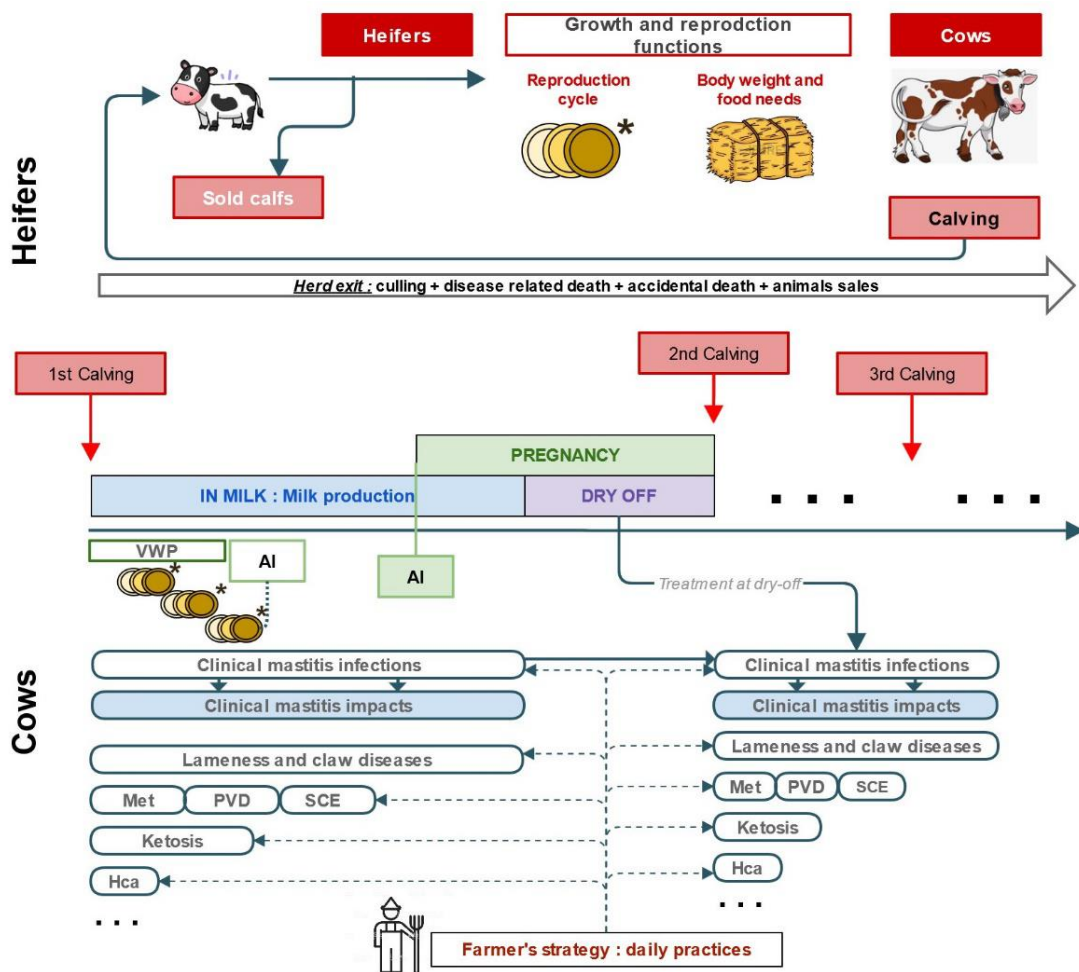 Heifers
Heifers
Growth and reprodction
functions
Cows
Reproduction
cycle
Body weight and
food needs
*
Sold calfs
Calving
Herd exit : culling + disease related death + accidental death + animals sales
1st Calving
2nd Calving
3rd Calving
PREGNANCY
IN MILK : Milk production
DRY OFF
. . .
. . .
VWP
AI
AI
*
*
*
Treatment at dry-off
Cows
Clinical mastitis infections
Clinical mastitis infections
Clinical mastitis impacts
Clinical mastitis impacts
Lameness and claw diseases
Lameness and claw diseases
Met
PVD
SCE
Met
PVD
SCE
Ketosis
Ketosis
Hca
Hca
. . .
. . .
Farmer's strategy : daily practices